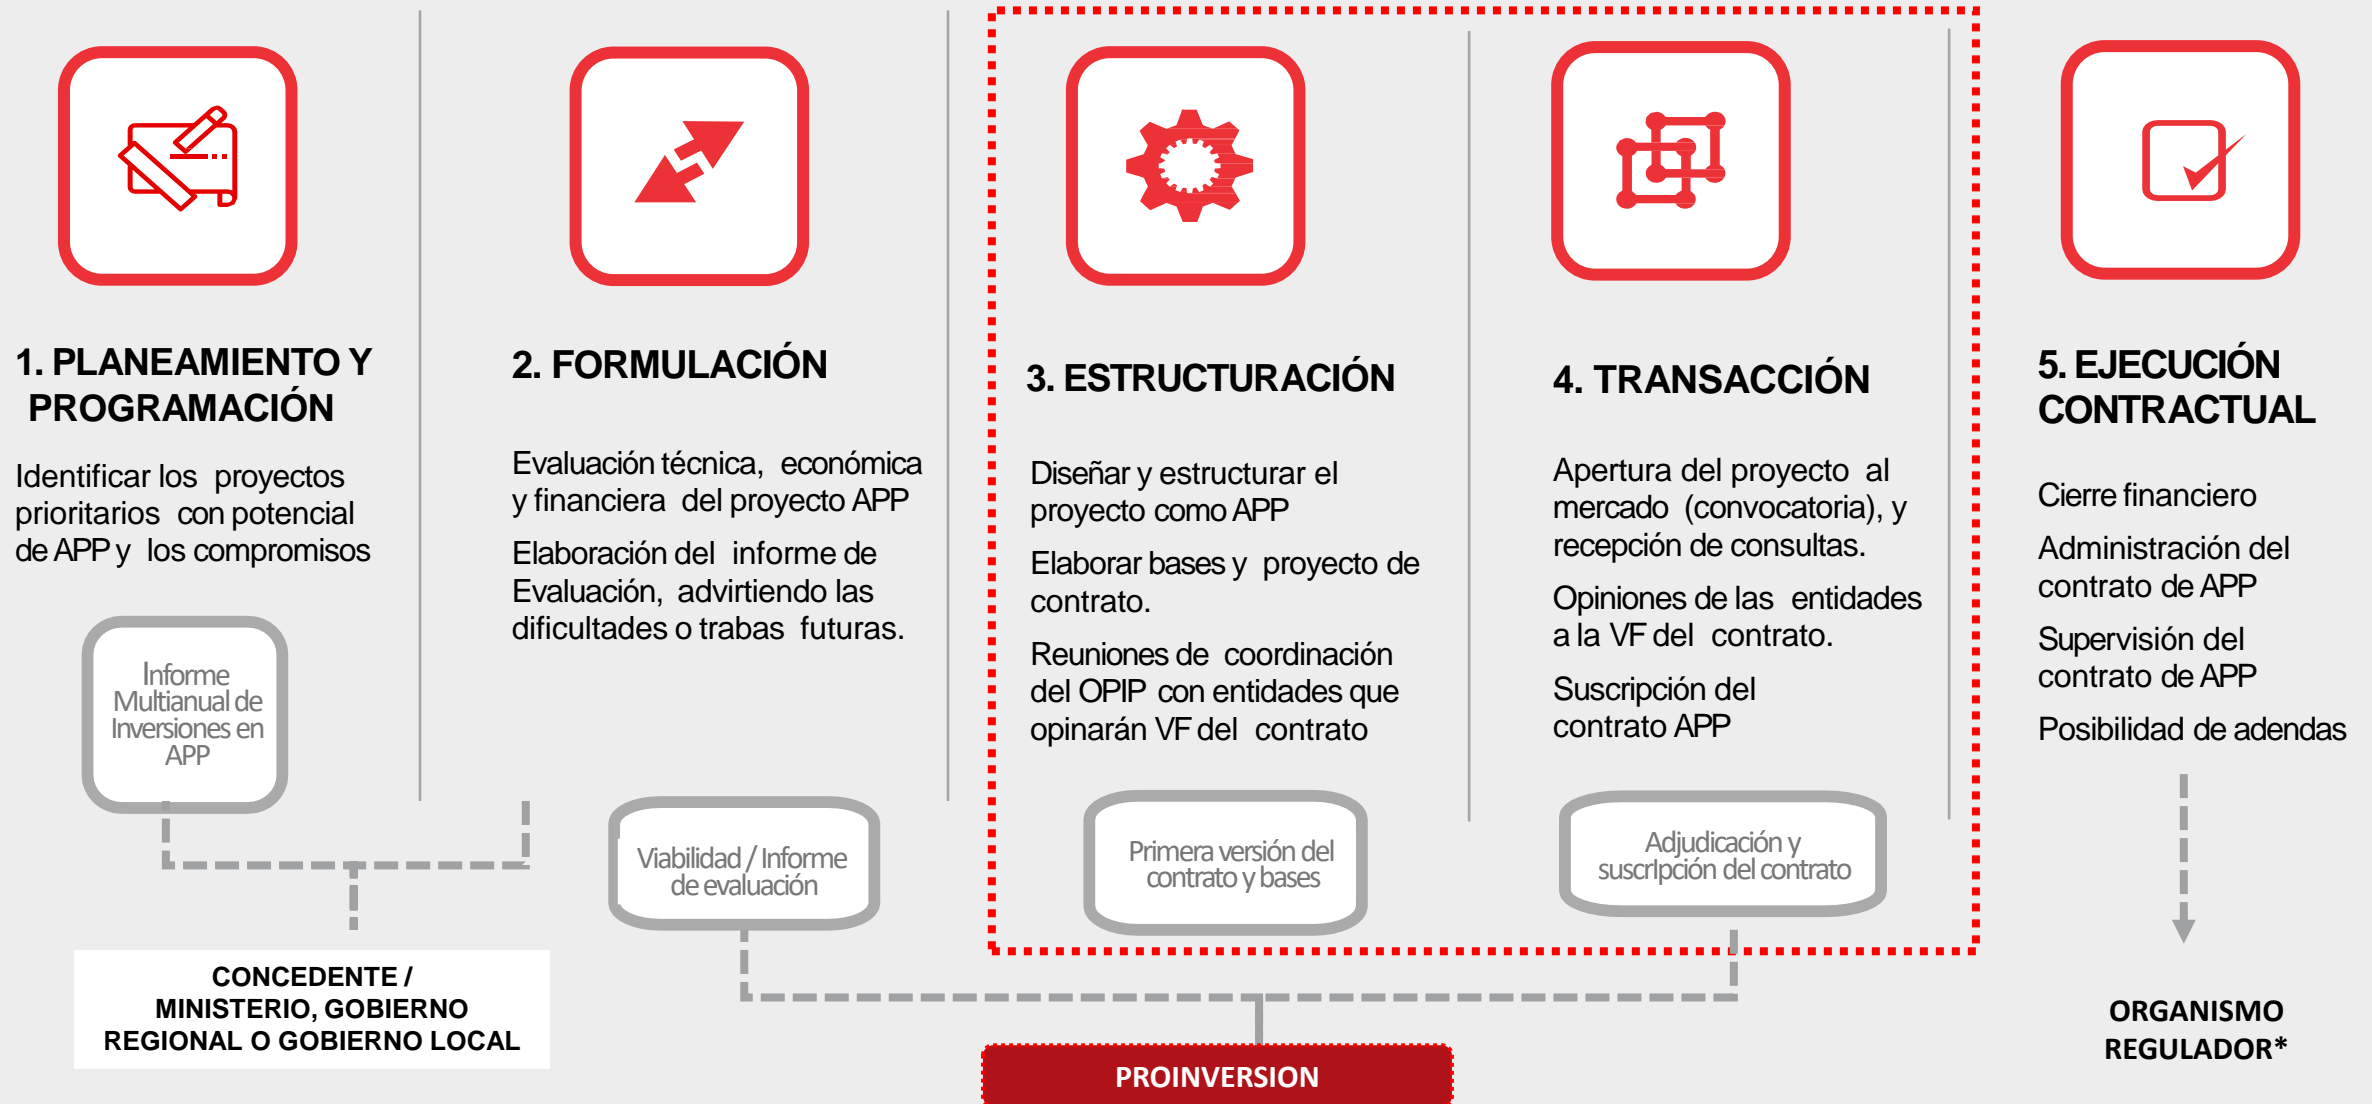 1. PLANEAMIENTO Y
PROGRAMACIÓN
Identificar los proyectos
prioritarios con potencial
de APP y los compromisos
Informe
Multianual de
Inversiones en
APP
2. FORMULACIÓN
Evaluación técnica, económica
y financiera del proyecto APP
Elaboración del informe de
Evaluación, advirtiendo las
dificultades o trabas futuras.
Viabilidad / Informe
de evaluación
3. ESTRUCTURACIÓN
Diseñar y estructurar el
proyecto como APP
Elaborar bases y proyecto de
contrato.
Reuniones de coordinación
del OPIP con entidades que
opinarán VF del contrato
Primera versión del
contrato y bases
4. TRANSACCIÓN
Apertura del proyecto al
mercado (convocatoria), y
recepción de consultas.
Opiniones de las entidades
a la VF del contrato.
Suscripción del
contrato APP
Adjudicación y
suscrIpción del contrato
5. EJECUCIÓN
CONTRACTUAL
Cierre financiero
Administración del
contrato de APP
Supervisión del
contrato de APP
Posibilidad de adendas
CONCEDENTE /
MINISTERIO, GOBIERNO
REGIONAL O GOBIERNO LOCAL
PROINVERSION
ORGANISMO
REGULADOR*